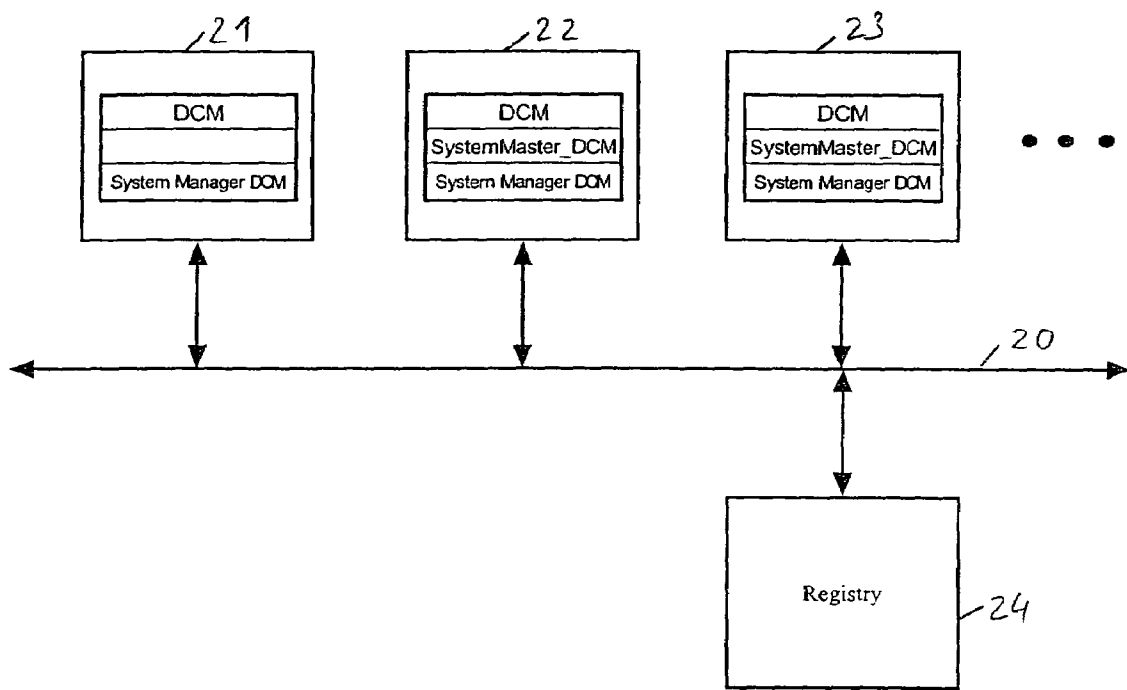 21
22
23
DCM
System Manager DCM
DCM
SystemMaster_DCM
System Manager DCM
DCM
SystemMaster_DCM
System Manager DCM
20
Registry
24